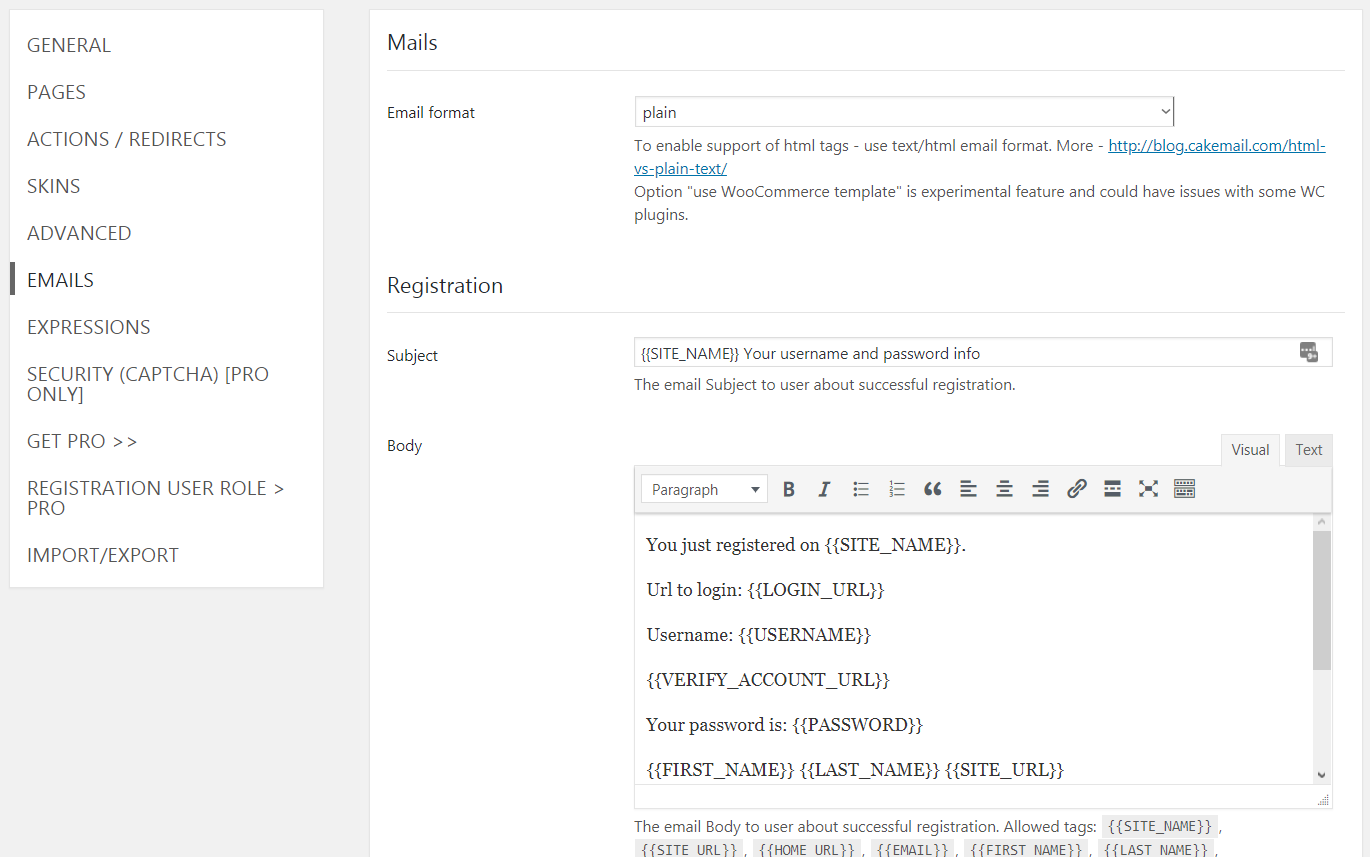 GENERAL
PAGES
ACTIONS / REDIRECTS
SKINS
ADVANCED
EMAILS
EXPRESSIONS
SECURITY (CAPTCHA) [PRO
ONLY]
GET PRO >>
REGISTRATION USER ROLE >
PRO
IMPORT/EXPORT
Mails
Email format
plain
To enable support of html tags - use text/html email format. More - http://blog.cakemail.com/html-
vs-plain-text/
Option "use WooCommerce template" is experimental feature and could have issues with some WC
plugins.
Registration
Subject
{{SITE_NAME}} Your username and password info
The email Subject to user about successful registration.
Body
Visual
Text
Paragraph
You just registered on {{SITE_NAME}}.
Url to login: {{LOGIN_URL}}
Username: {{USERNAME}}
{{VERIFY_ACCOUNT_URL}}
Your password is: {{PASSWORD}}
{{FIRST_NAME}} {{LAST_NAME}} {{SITE_URL}}
The email Body to user about successful registration. Allowed tags: {{SITE_NAME}} ,
{{SITE_URL}} , {{HOME_URL}} , {{EMAIL}} , {{FIRST_NAME}} , {{LAST_NAME}} ,